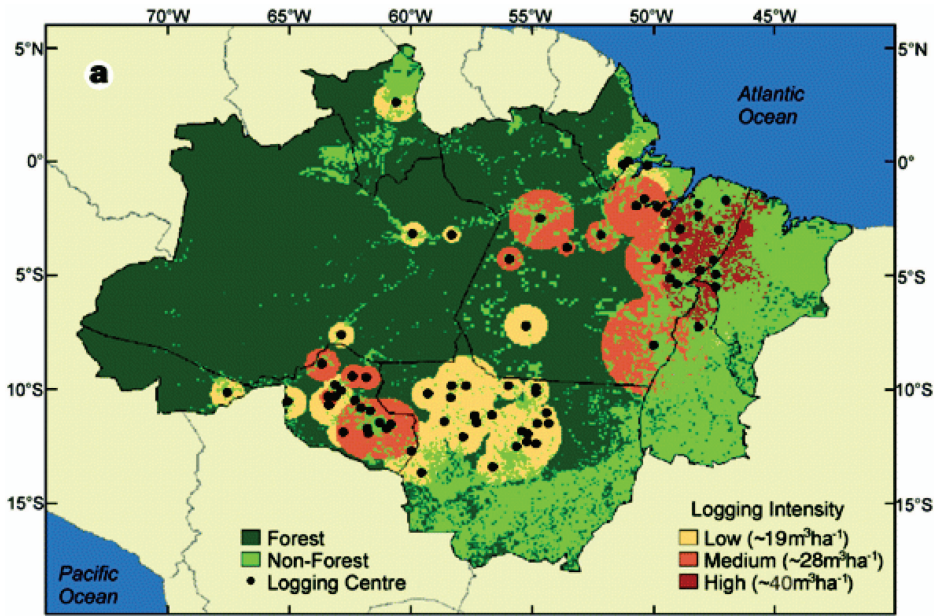 70°W 65°W 60°W 55°W 50°W 45°W
5°N 5°N
a
Atlantic
Ocean
0° 0°
5°S 5°S
10°S 10°S
15°S 15°S
Forest
Non-Forest
Logging Centre
Logging Intensity
Low (~19m³ha⁻¹)
Medium (~28m³ha⁻¹)
High (~40m³ha⁻¹)
Pacific
Ocean